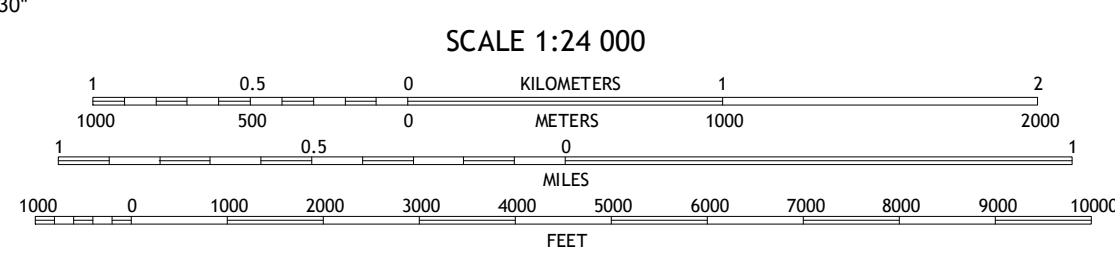 30"
SCALE 1:24 000
1 0.5 0 KILOMETERS 1 2
1000 500 0 METERS 1000 2000
1 0.5 0 1
MILES
1000 0 1000 2000 3000 4000 5000 6000 7000 8000 9000 10000
FEET